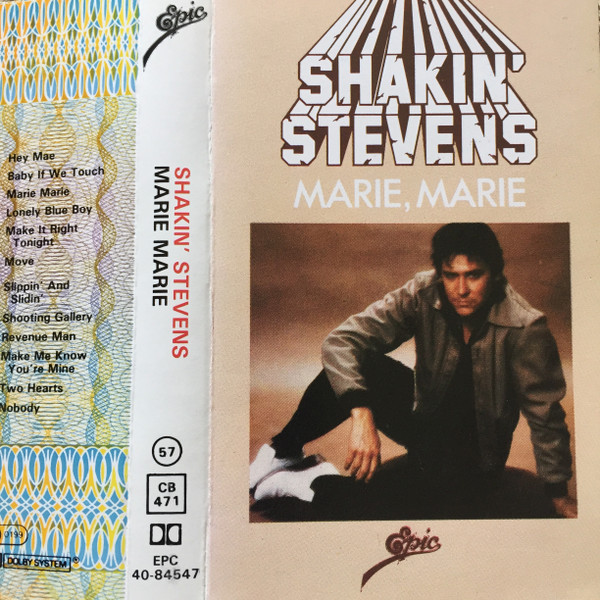 Hey Mae
Baby If We Touch
Marie Marie
Lonely Blue Boy
Make It Right
Tonight
Move
Slippin' And
Slidin'
Shooting Gallery
Revenue Man
Make Me Know
You're Mine
Two Hearts
Nobody
0199
DOLBY SYSTEM®
Epic
SHAKIN' STEVENS
MARIE MARIE
57
CB
471
EPC
40-84547
SHAKIN'
STEVENS
MARIE, MARIE
Epic